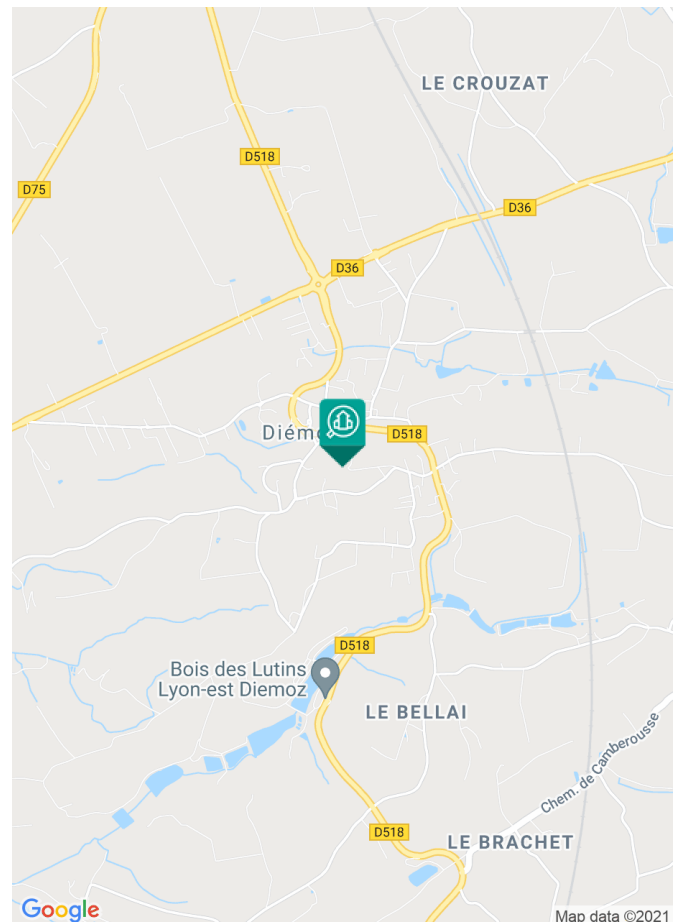 LE CROUZAT
D518
D75
D36
D36
Diémo
D518
D518
Bois des Lutins
Lyon-est Diemoz
LE BELLAI
Chem. de Camberousse
D518
LE BRACHET
Google
Map data ©2021